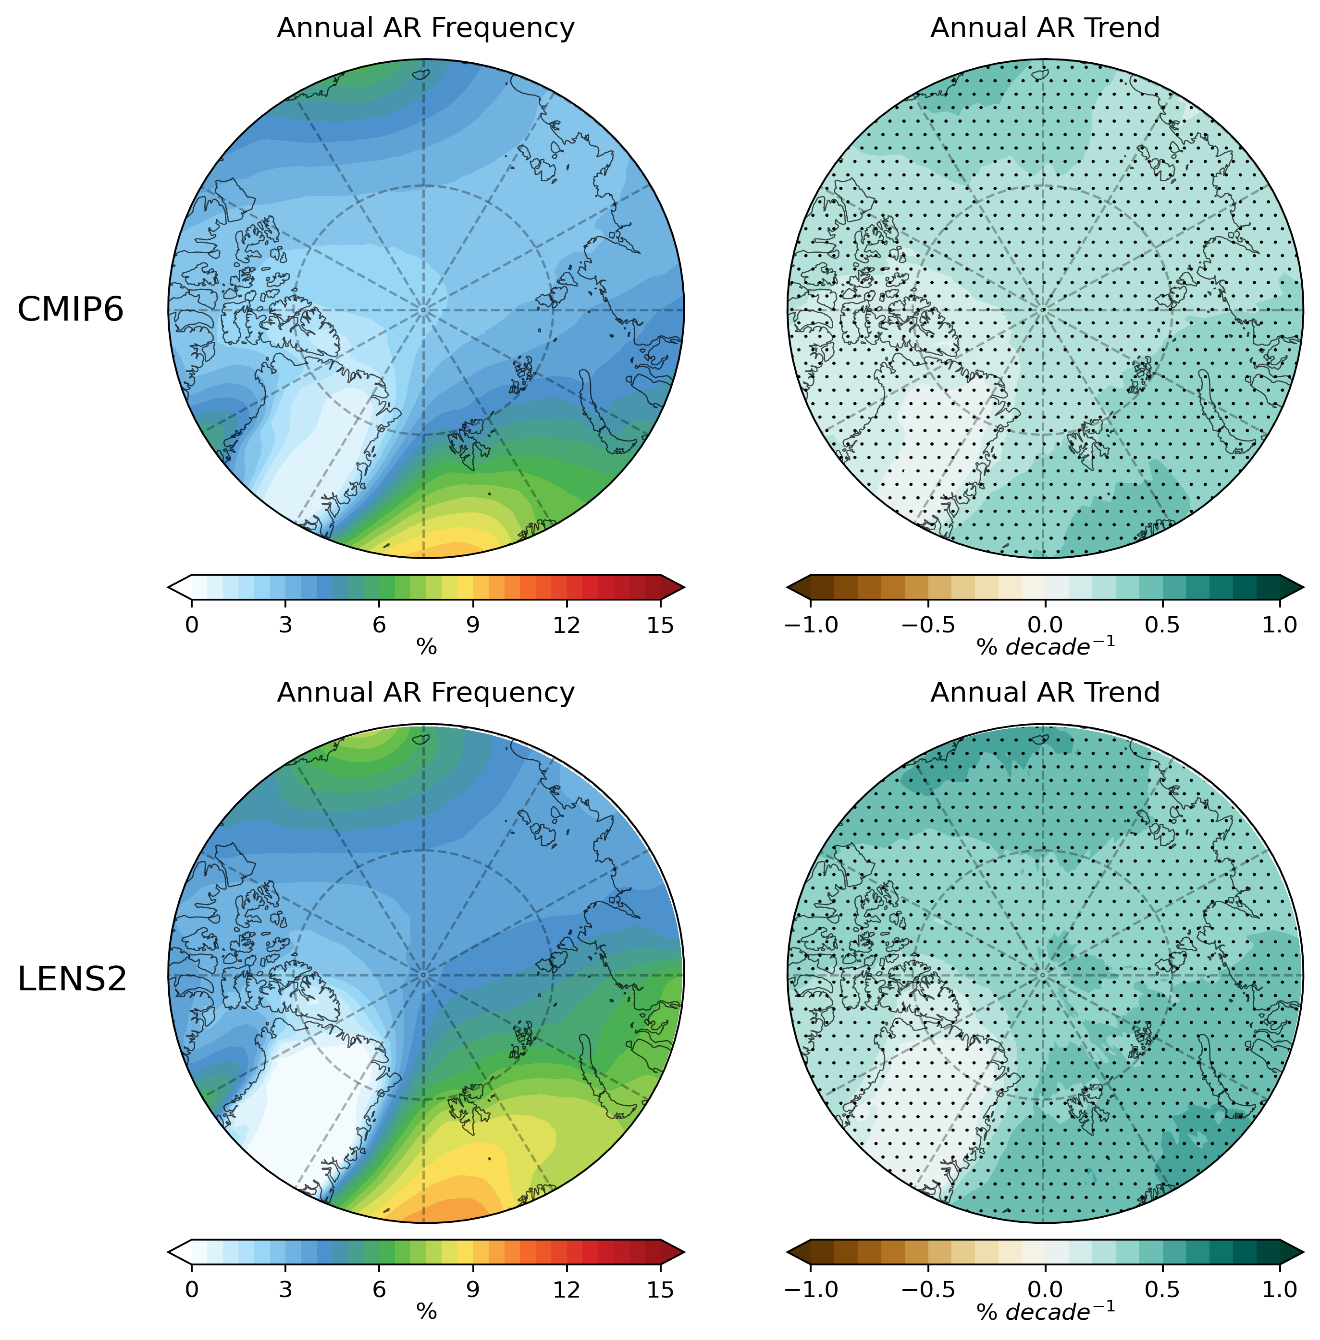 Annual AR Frequency
Annual AR Trend
CMIP6
0 3 6 9 12 15
%
−1.0 −0.5 0.0 0.5 1.0
% decade⁻¹
Annual AR Frequency
Annual AR Trend
LENS2
0 3 6 9 12 15
%
−1.0 −0.5 0.0 0.5 1.0
% decade⁻¹